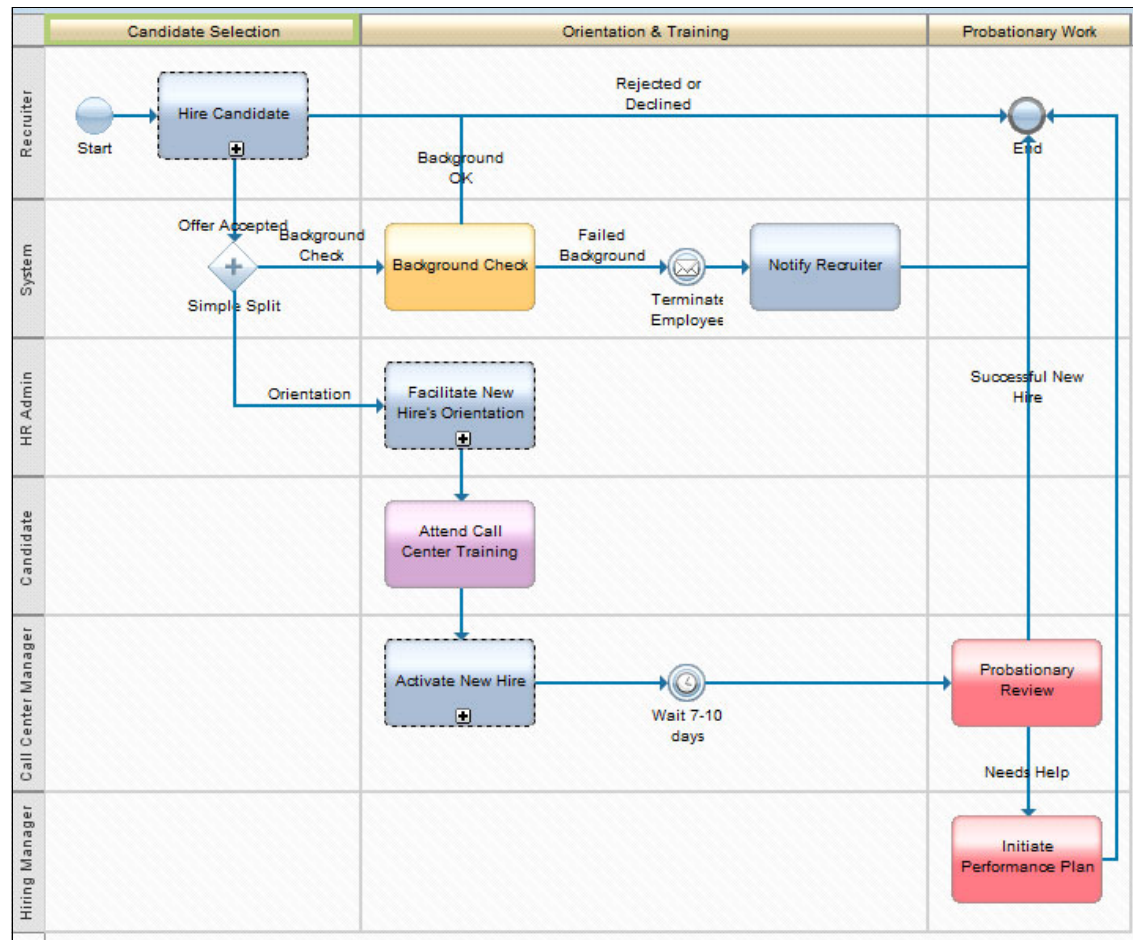 Candidate Selection
Orientation & Training
Probationary Work
Recruiter
Start
Hire Candidate
Rejected or
Declined
End
Background
OK
System
Offer Accepted
Background
Check
Simple Split
Background Check
Failed
Background
Terminate
Employee
Notify Recruiter
HR Admin
Orientation
Facilitate New
Hire's Orientation
Successful New
Hire
Candidate
Attend Call
Center Training
Call Center Manager
Activate New Hire
Wait 7-10
days
Probationary
Review
Needs Help
Hiring Manager
Initiate
Performance Plan